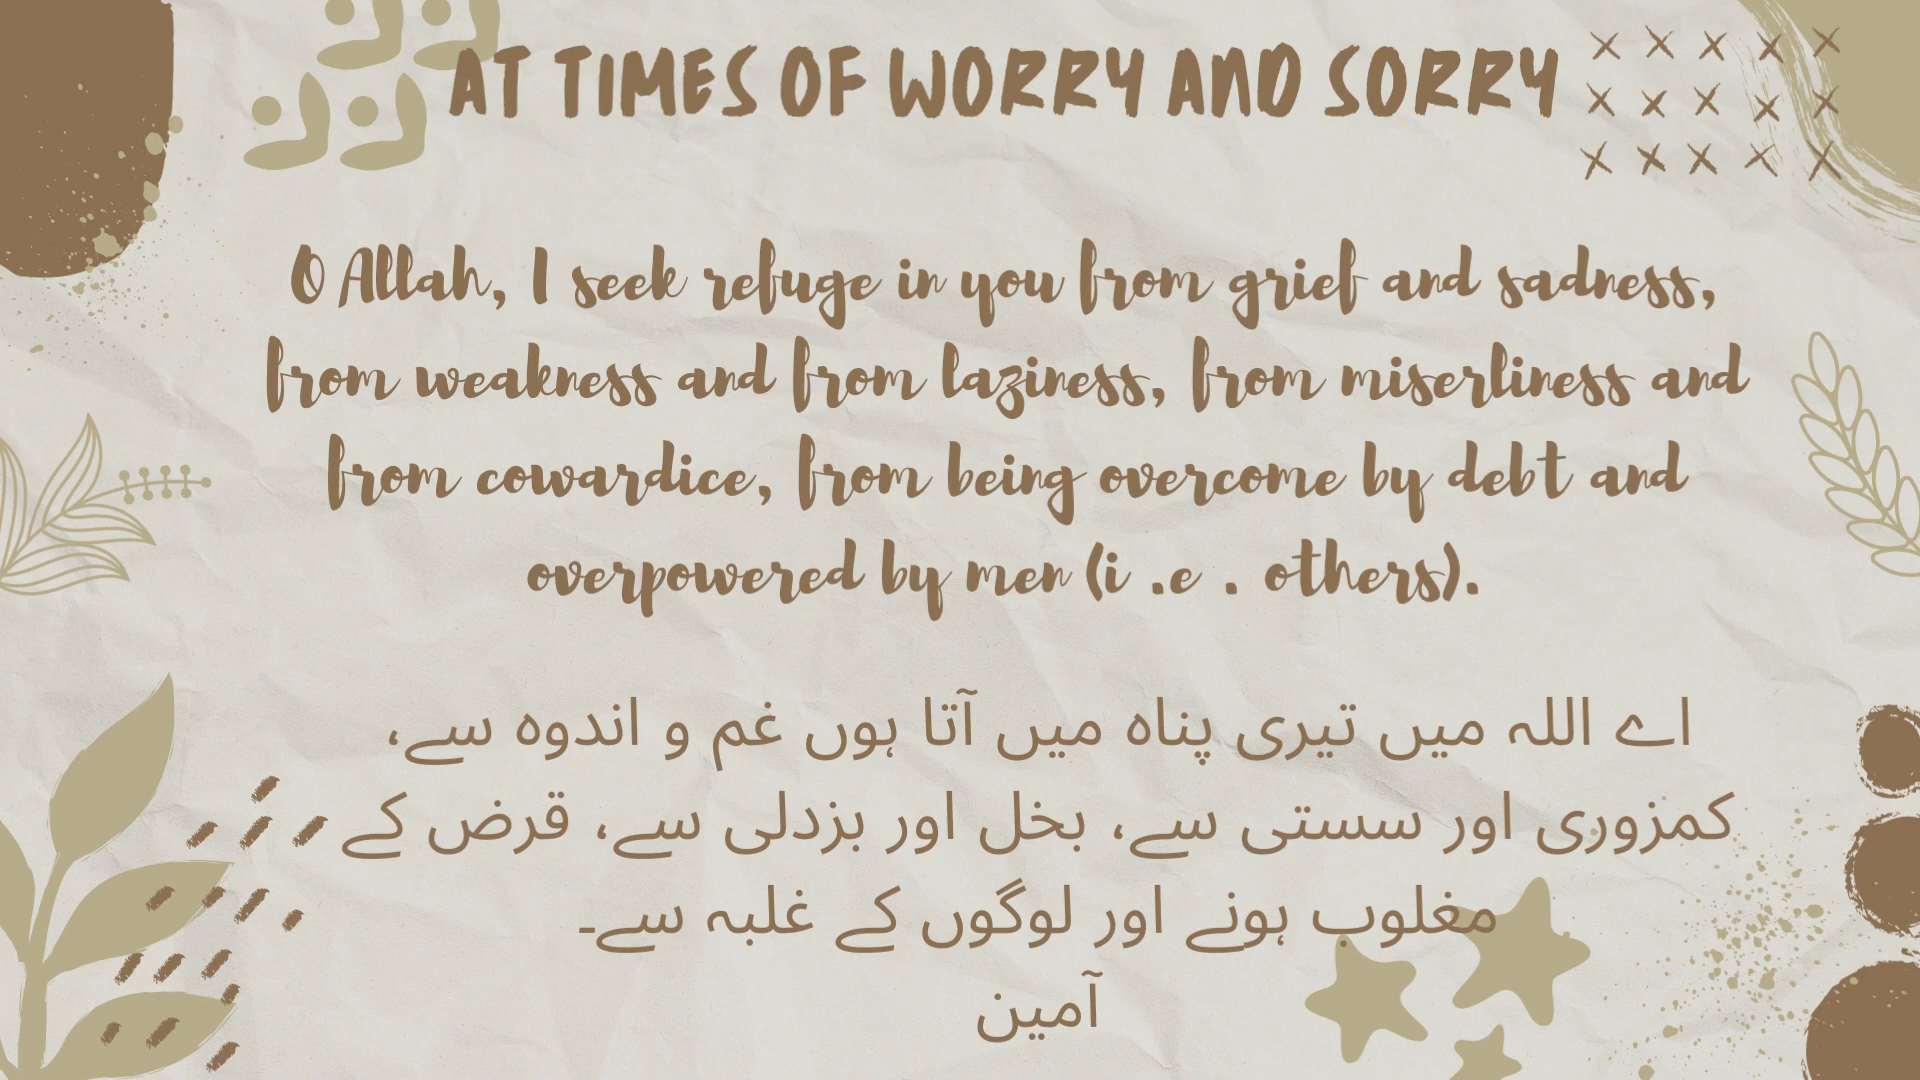 AT TIMES OF WORRY AND SORRY
O Allah, I seek refuge in you from grief and sadness,
from weakness and from laziness, from miserliness and
from cowardice, from being overcome by debt and
overpowered by men (i .e . others).
اے اللہ میں تیری پناہ میں آتا ہوں غم و اندوہ سے،
کمزوری اور سستی سے، بخل اور بزدلی سے، قرض کے
مغلوب ہونے اور لوگوں کے غلبہ سے۔
آمین